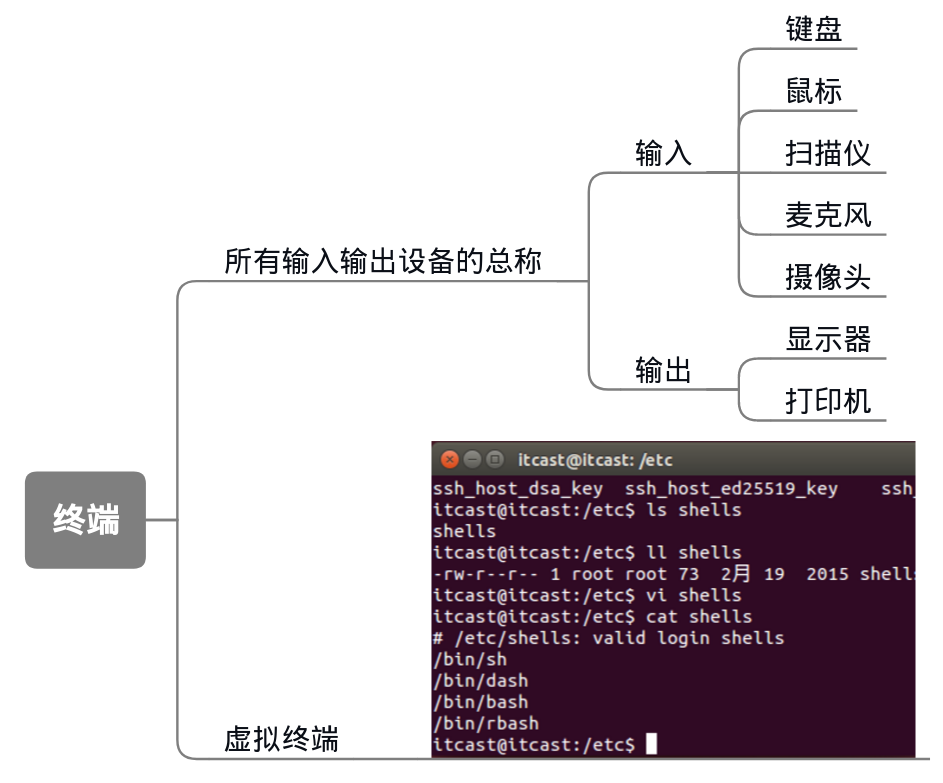 键盘
鼠标
扫描仪
麦克风
摄像头
输入
所有输入输出设备的总称
显示器
打印机
输出
终端
虚拟终端
itcast@itcast: /etc
ssh_host_dsa_key  ssh_host_ed25519_key    ssh_
itcast@itcast:/etc$ ls shells
shells
itcast@itcast:/etc$ ll shells
-rw-r--r-- 1 root root 73  2月 19  2015 shells
itcast@itcast:/etc$ vi shells
itcast@itcast:/etc$ cat shells
# /etc/shells: valid login shells
/bin/sh
/bin/dash
/bin/bash
/bin/rbash
itcast@itcast:/etc$